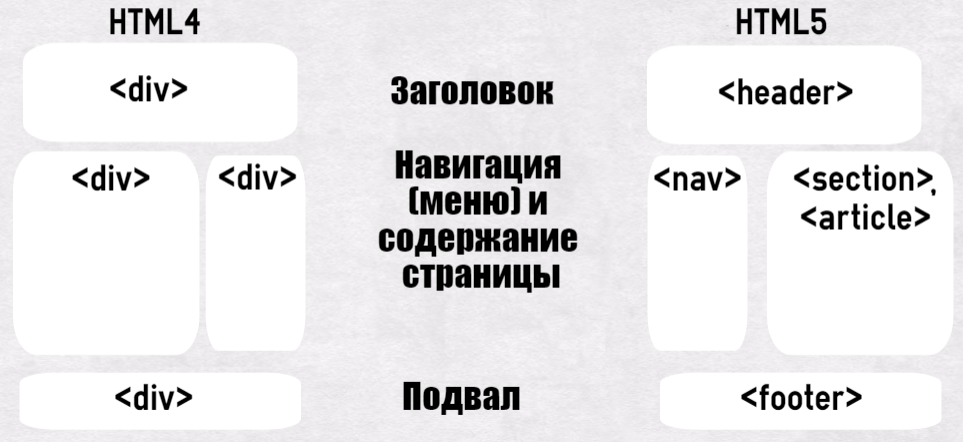 HTML4
HTML5
<div>
Заголовок
<header>
<div>
<div>
Навигация
(меню) и
содержание
страницы
<nav>
<section>,
<article>
<div>
Подвал
<footer>